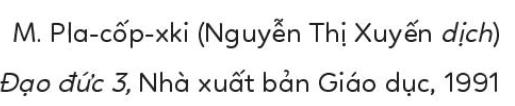 M. Pla-cốp-xki (Nguyễn Thị Xuyến dịch)
Đạo đức 3, Nhà xuất bản Giáo dục, 1991